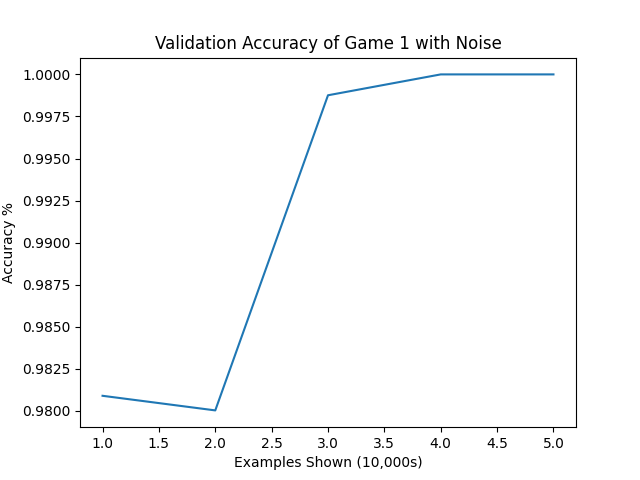 Validation Accuracy of Game 1 with Noise
1.0000
0.9975
0.9950
0.9925
0.9900
0.9875
0.9850
0.9825
0.9800
Accuracy %
1.0 1.5 2.0 2.5 3.0 3.5 4.0 4.5 5.0
Examples Shown (10,000s)